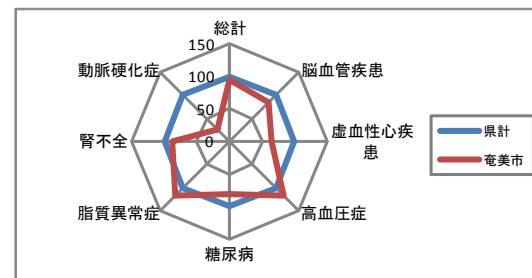 総計
150
動脈硬化症
脳血管疾患
100
50
腎不全
0
虚血性心疾
患
県計
奄美市
脂質異常症
高血圧症
糖尿病